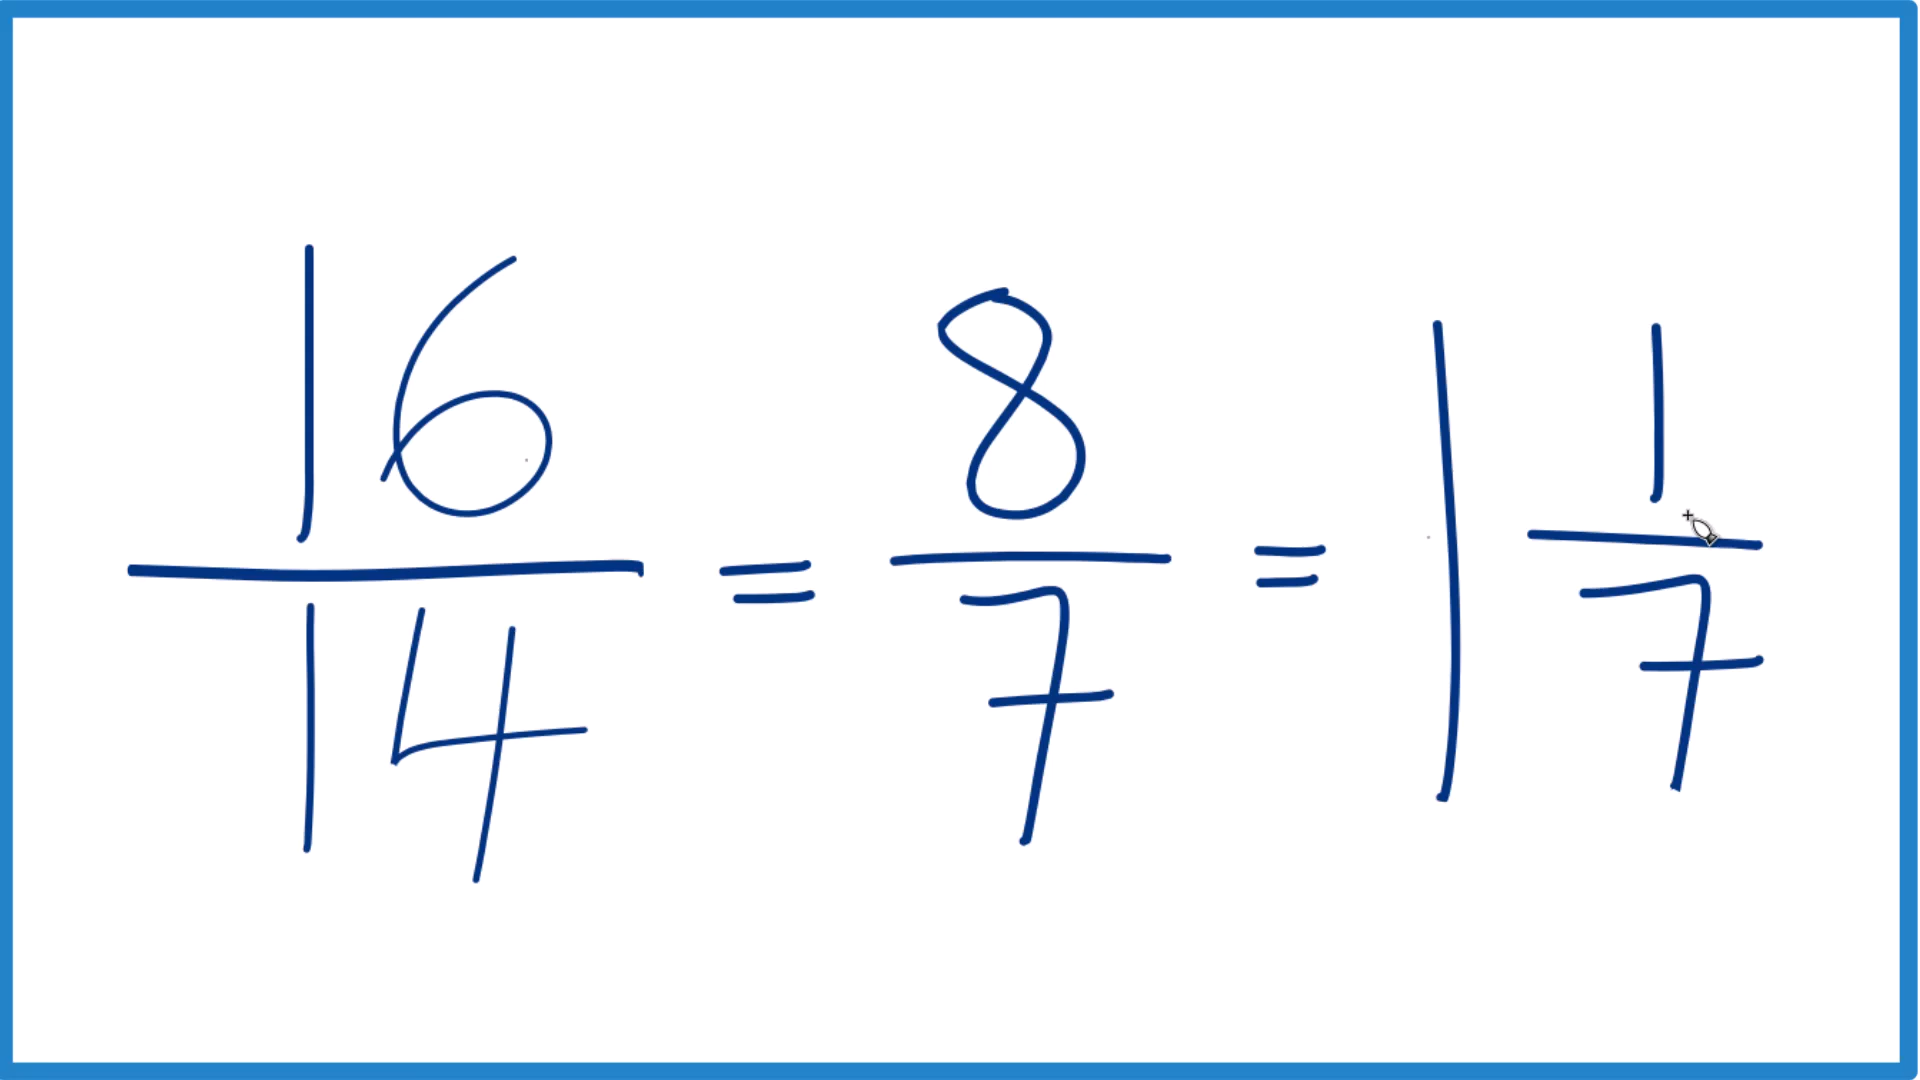 16/14 = 8/7 = 1 1/7